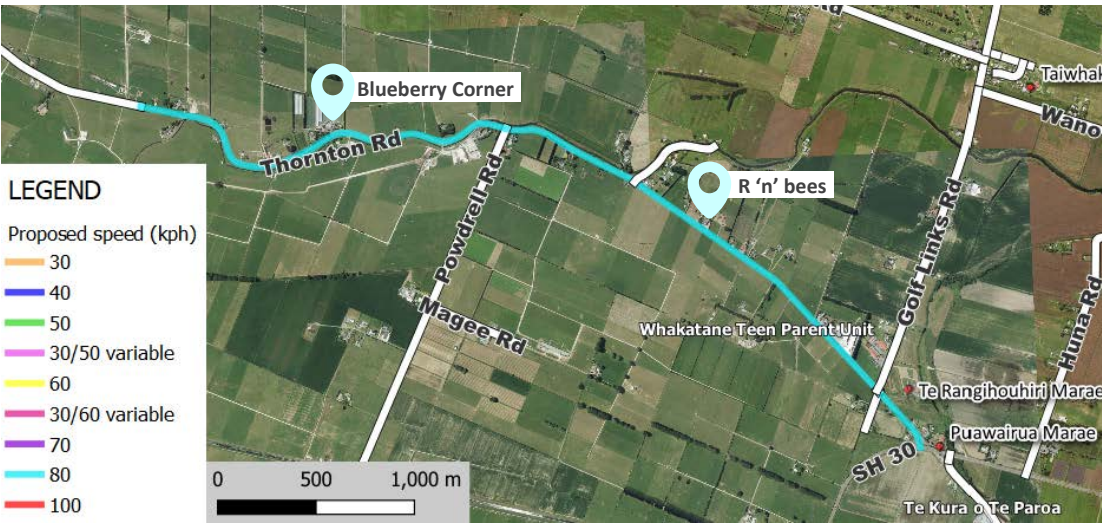 Rd
Taiwhak
Wano
Blueberry Corner
Thornton Rd
R 'n' bees
Powdrell Rd
Golf Links Rd
Huna Rd
Magee Rd
Whakatane Teen Parent Unit
Te Rangihouhiri Marae
Puawairua Marae
SH 30
Te Kura o Te Paroa
LEGEND
Proposed speed (kph)
30
40
50
30/50 variable
60
30/60 variable
70
80
100
0 500 1,000 m